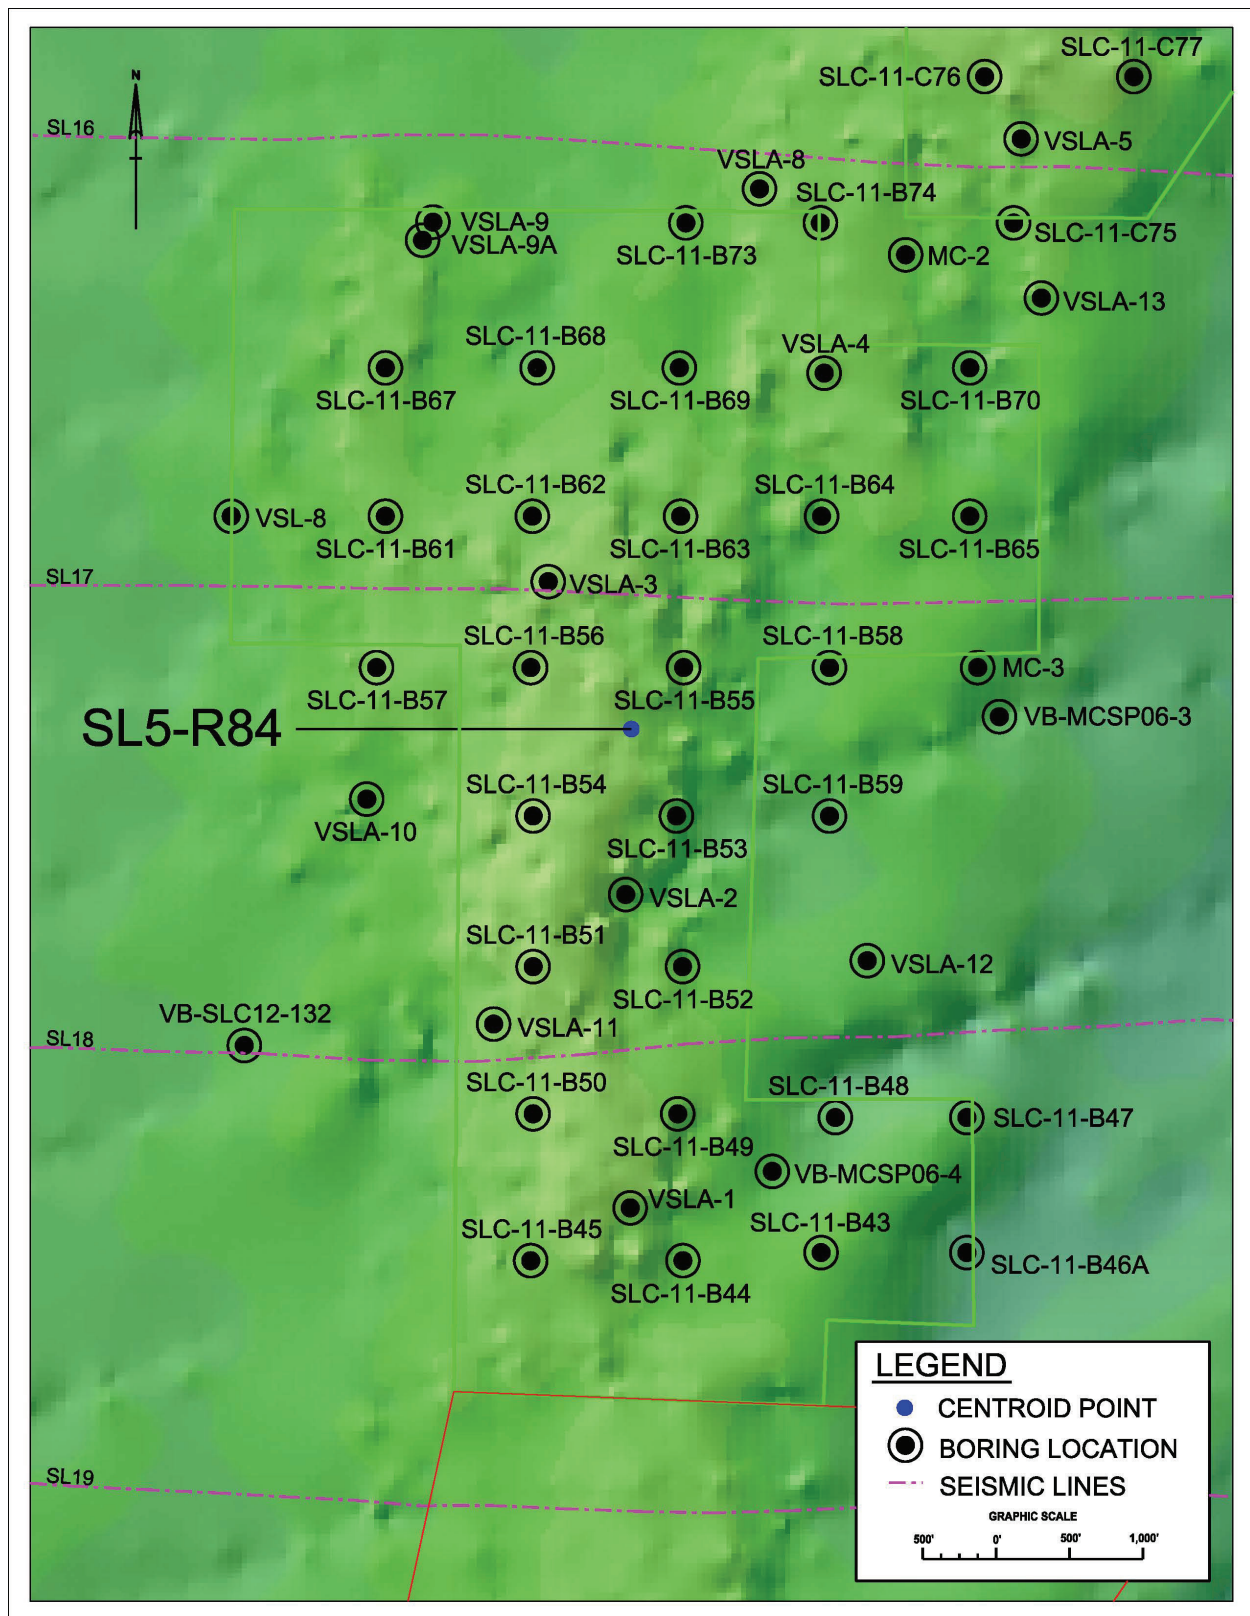 SLC-11-C77
SLC-11-C76
N
SL16
VSLA-5
VSLA-8
SLC-11-B74
VSLA-9
SLC-11-C75
VSLA-9A
SLC-11-B73
MC-2
VSLA-13
SLC-11-B68
VSLA-4
SLC-11-B67
SLC-11-B69
SLC-11-B70
SLC-11-B62
SLC-11-B64
VSL-8
SLC-11-B61
SLC-11-B63
SLC-11-B65
SL17
VSLA-3
SLC-11-B56
SLC-11-B58
MC-3
SLC-11-B57
SLC-11-B55
VB-MCSP06-3
SL5-R84
SLC-11-B54
SLC-11-B59
VSLA-10
SLC-11-B53
VSLA-2
SLC-11-B51
VSLA-12
SLC-11-B52
VB-SLC12-132
VSLA-11
SL18
SLC-11-B50
SLC-11-B48
SLC-11-B47
SLC-11-B49
VB-MCSP06-4
VSLA-1
SLC-11-B45
SLC-11-B43
SLC-11-B46A
SLC-11-B44
LEGEND
CENTROID POINT
BORING LOCATION
SL19
SEISMIC LINES
GRAPHIC SCALE
500' 0' 500' 1,000'